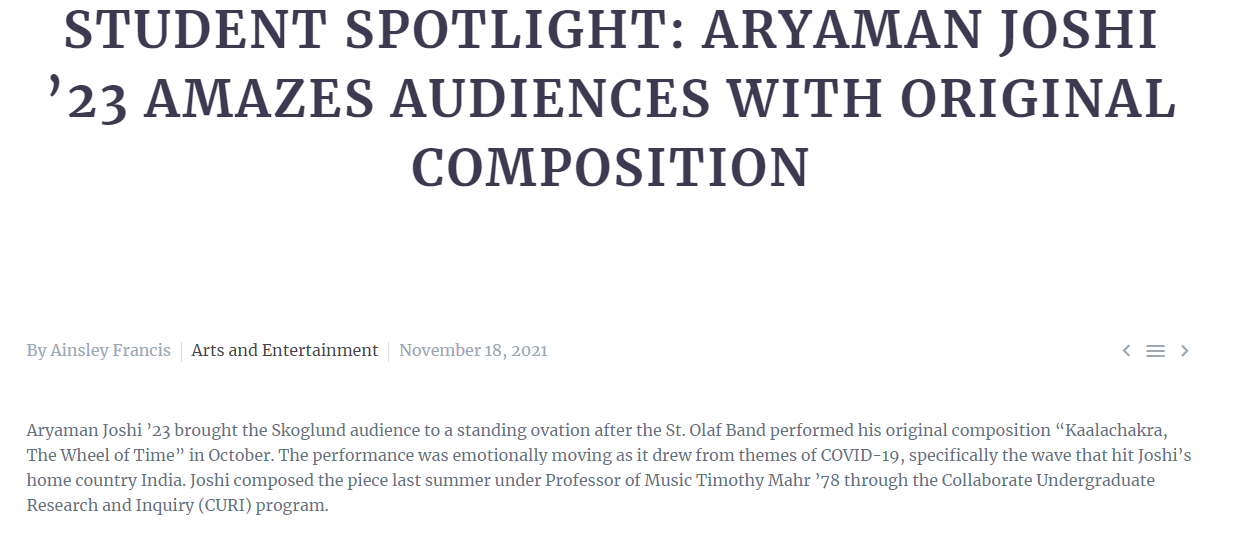 STUDENT SPOTLIGHT: ARYAMAN JOSHI
’23 AMAZES AUDIENCES WITH ORIGINAL
COMPOSITION
By Ainsley Francis Arts and Entertainment November 18, 2021
Aryaman Joshi ’23 brought the Skoglund audience to a standing ovation after the St. Olaf Band performed his original composition “Kaalachakra,
The Wheel of Time” in October. The performance was emotionally moving as it drew from themes of COVID-19, specifically the wave that hit Joshi’s
home country India. Joshi composed the piece last summer under Professor of Music Timothy Mahr ’78 through the Collaborate Undergraduate
Research and Inquiry (CURI) program.